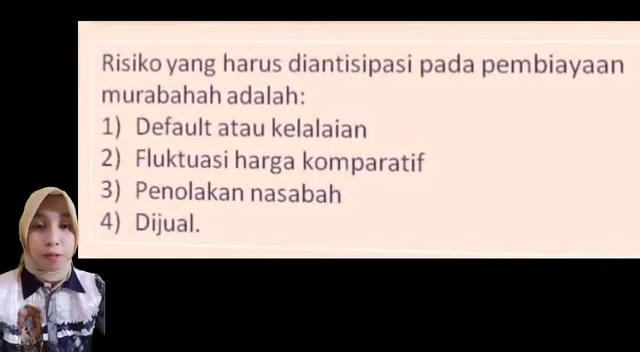 Risiko yang harus diantisipasi pada pembiayaan
murabahah adalah:
1) Default atau kelalaian
2) Fluktuasi harga komparatif
3) Penolakan nasabah
4) Dijual.